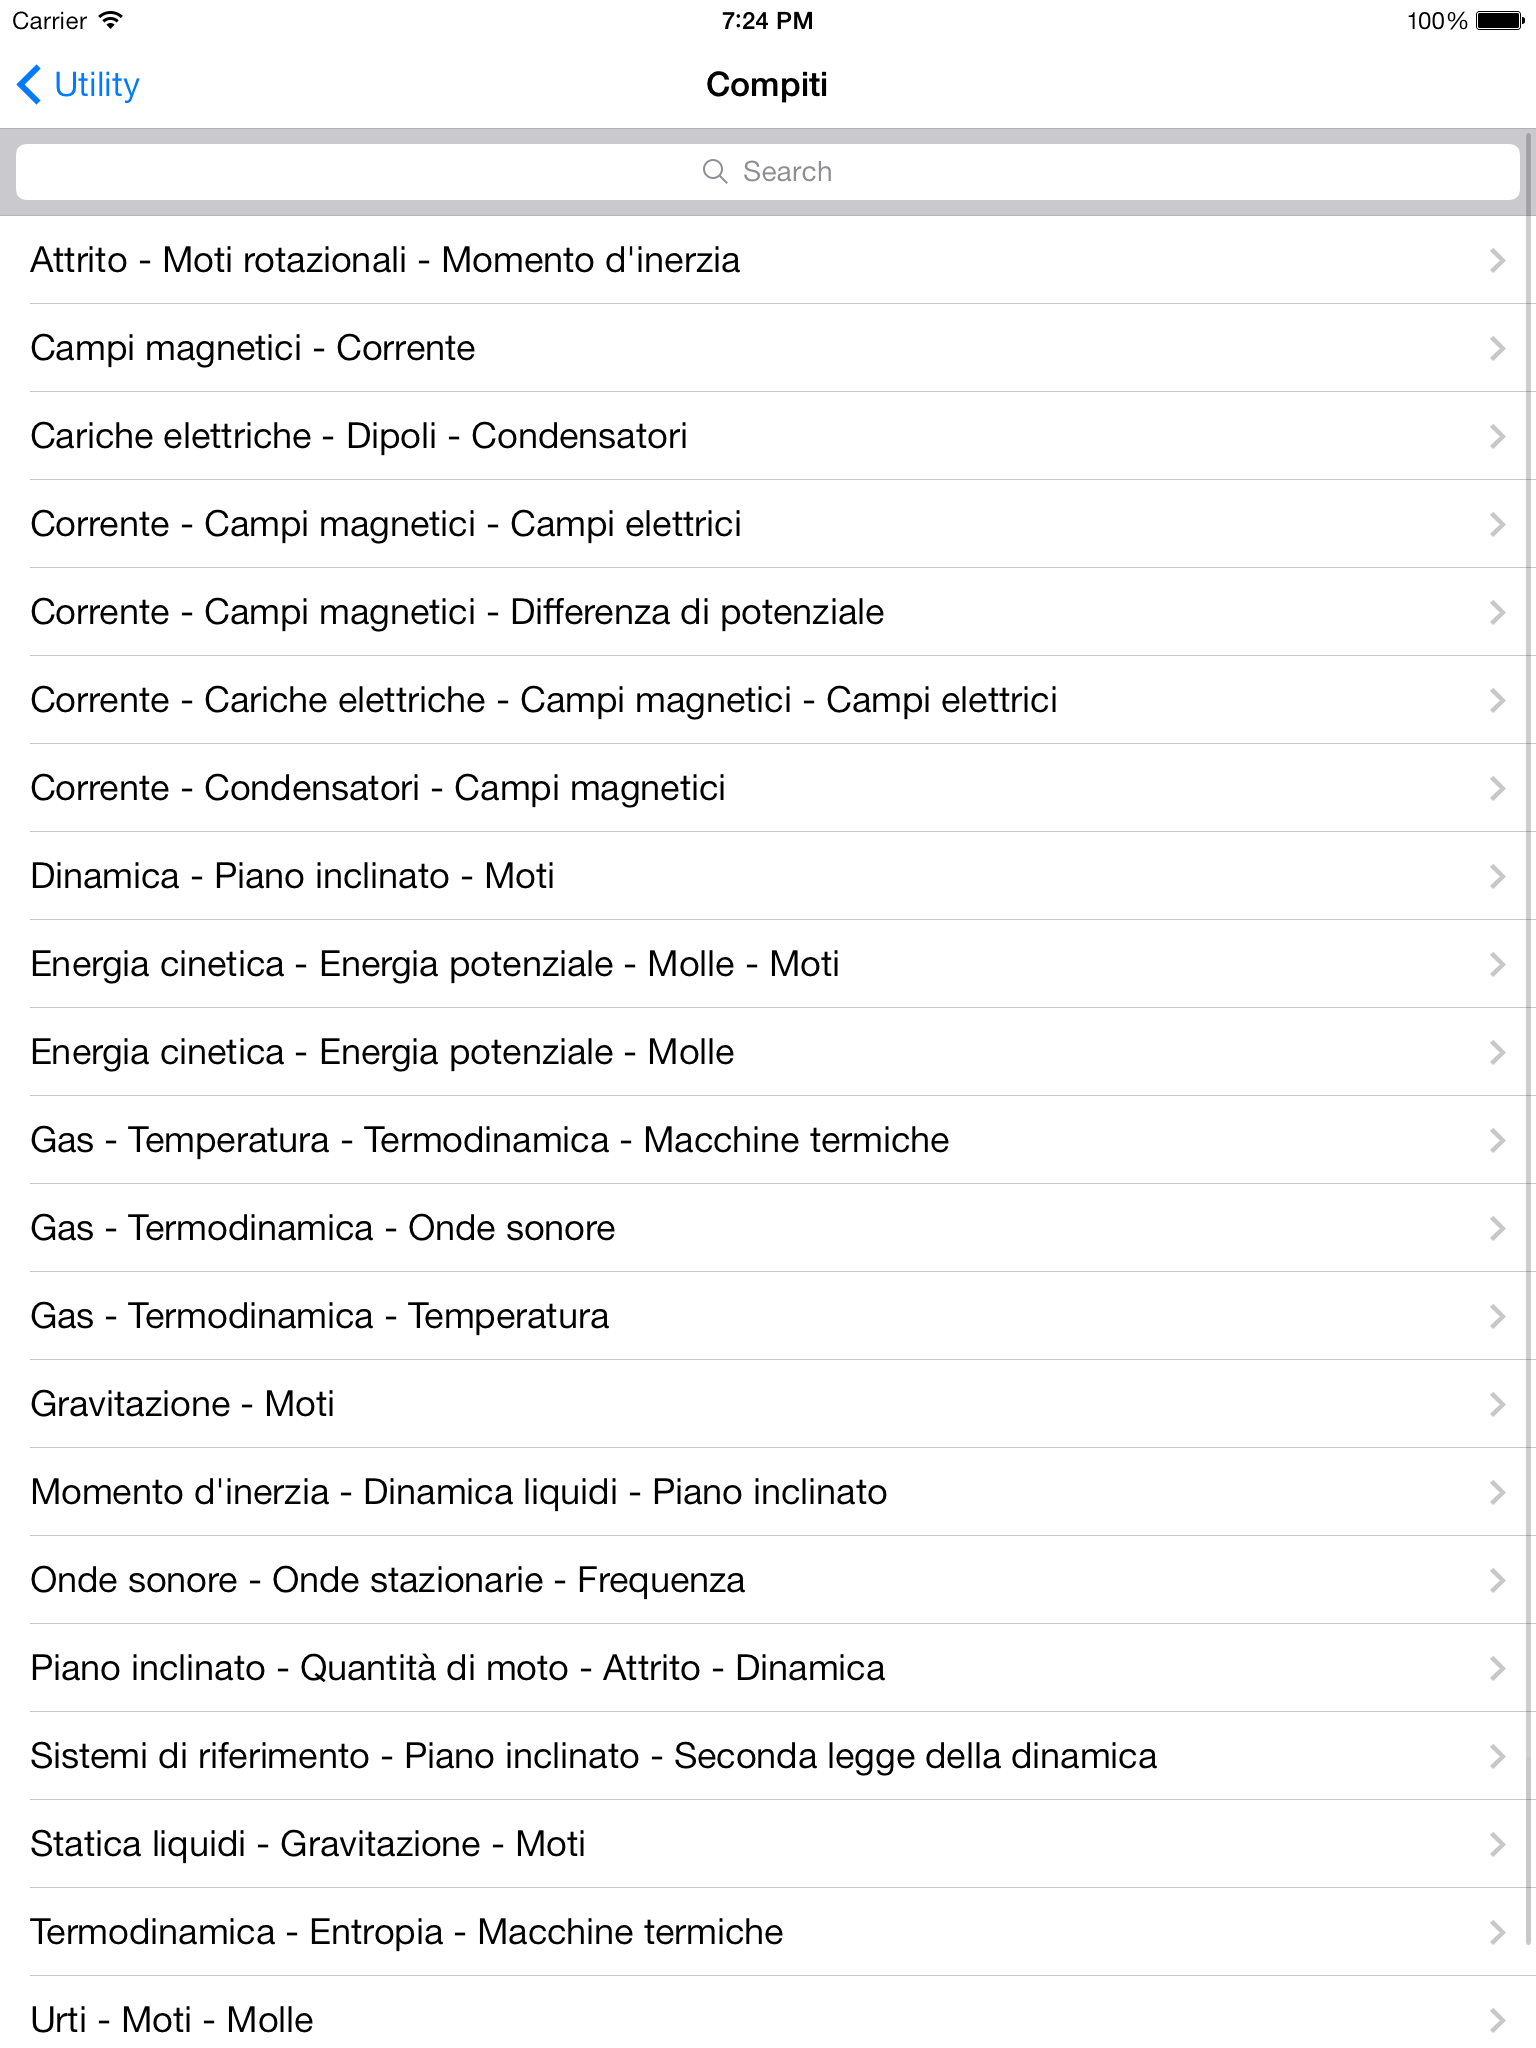 Carrier 7:24 PM 100%
Utility Compiti
Search
Attrito - Moti rotazionali - Momento d'inerzia
Campi magnetici - Corrente
Cariche elettriche - Dipoli - Condensatori
Corrente - Campi magnetici - Campi elettrici
Corrente - Campi magnetici - Differenza di potenziale
Corrente - Cariche elettriche - Campi magnetici - Campi elettrici
Corrente - Condensatori - Campi magnetici
Dinamica - Piano inclinato - Moti
Energia cinetica - Energia potenziale - Molle - Moti
Energia cinetica - Energia potenziale - Molle
Gas - Temperatura - Termodinamica - Macchine termiche
Gas - Termodinamica - Onde sonore
Gas - Termodinamica - Temperatura
Gravitazione - Moti
Momento d'inerzia - Dinamica liquidi - Piano inclinato
Onde sonore - Onde stazionarie - Frequenza
Piano inclinato - Quantità di moto - Attrito - Dinamica
Sistemi di riferimento - Piano inclinato - Seconda legge della dinamica
Statica liquidi - Gravitazione - Moti
Termodinamica - Entropia - Macchine termiche
Urti - Moti - Molle